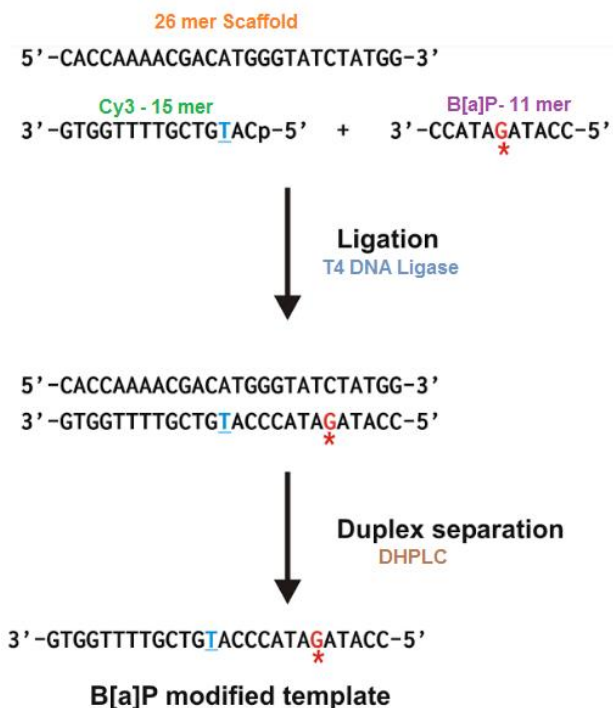 26 mer Scaffold
5’-CACCAAAACGACATGGGTATCTATGG-3’
Cy3 - 15 mer B[a]P- 11 mer
3’-GTGGTTTTGCTGTACp-5’ + 3’-CCATAGATACC-5’
*
Ligation
T4 DNA Ligase
5’-CACCAAAACGACATGGGTATCTATGG-3’
3’-GTGGTTTTGCTGTACCCATAGATACC-5’
*
Duplex separation
DHPLC
3’-GTGGTTTTGCTGTACCCATAGATACC-5’
*
B[a]P modified template